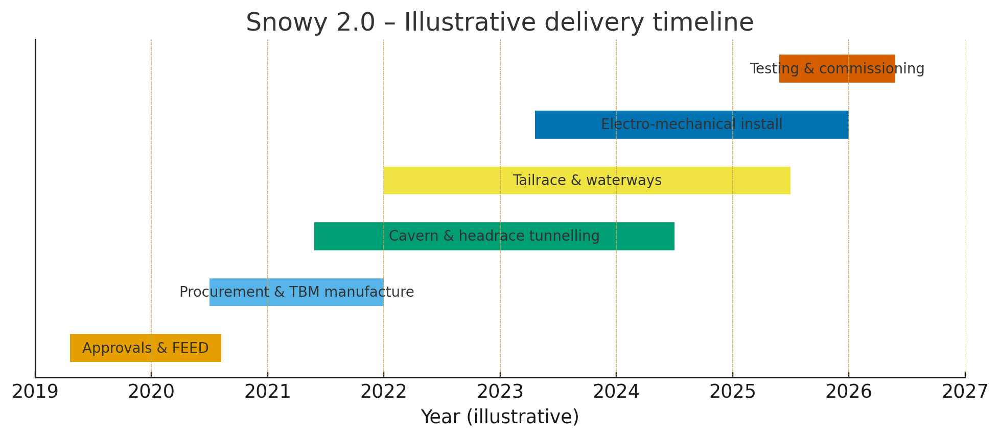 Snowy 2.0 – Illustrative delivery timeline
Testing & commissioning
Electro-mechanical install
Tailrace & waterways
Cavern & headrace tunnelling
Procurement & TBM manufacture
Approvals & FEED
2019 2020 2021 2022 2023 2024 2025 2026 2027
Year (illustrative)